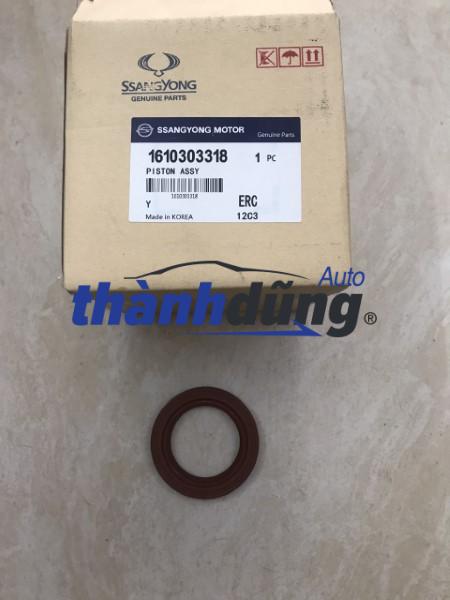 SSANGYONG
GENUINE PARTS
SSANGYONG MOTOR Genuine Parts
1610303318 1 PC
PISTON ASSY
1610303318
Y ERC
Made in KOREA 12C3
Auto
thànhdũng ®